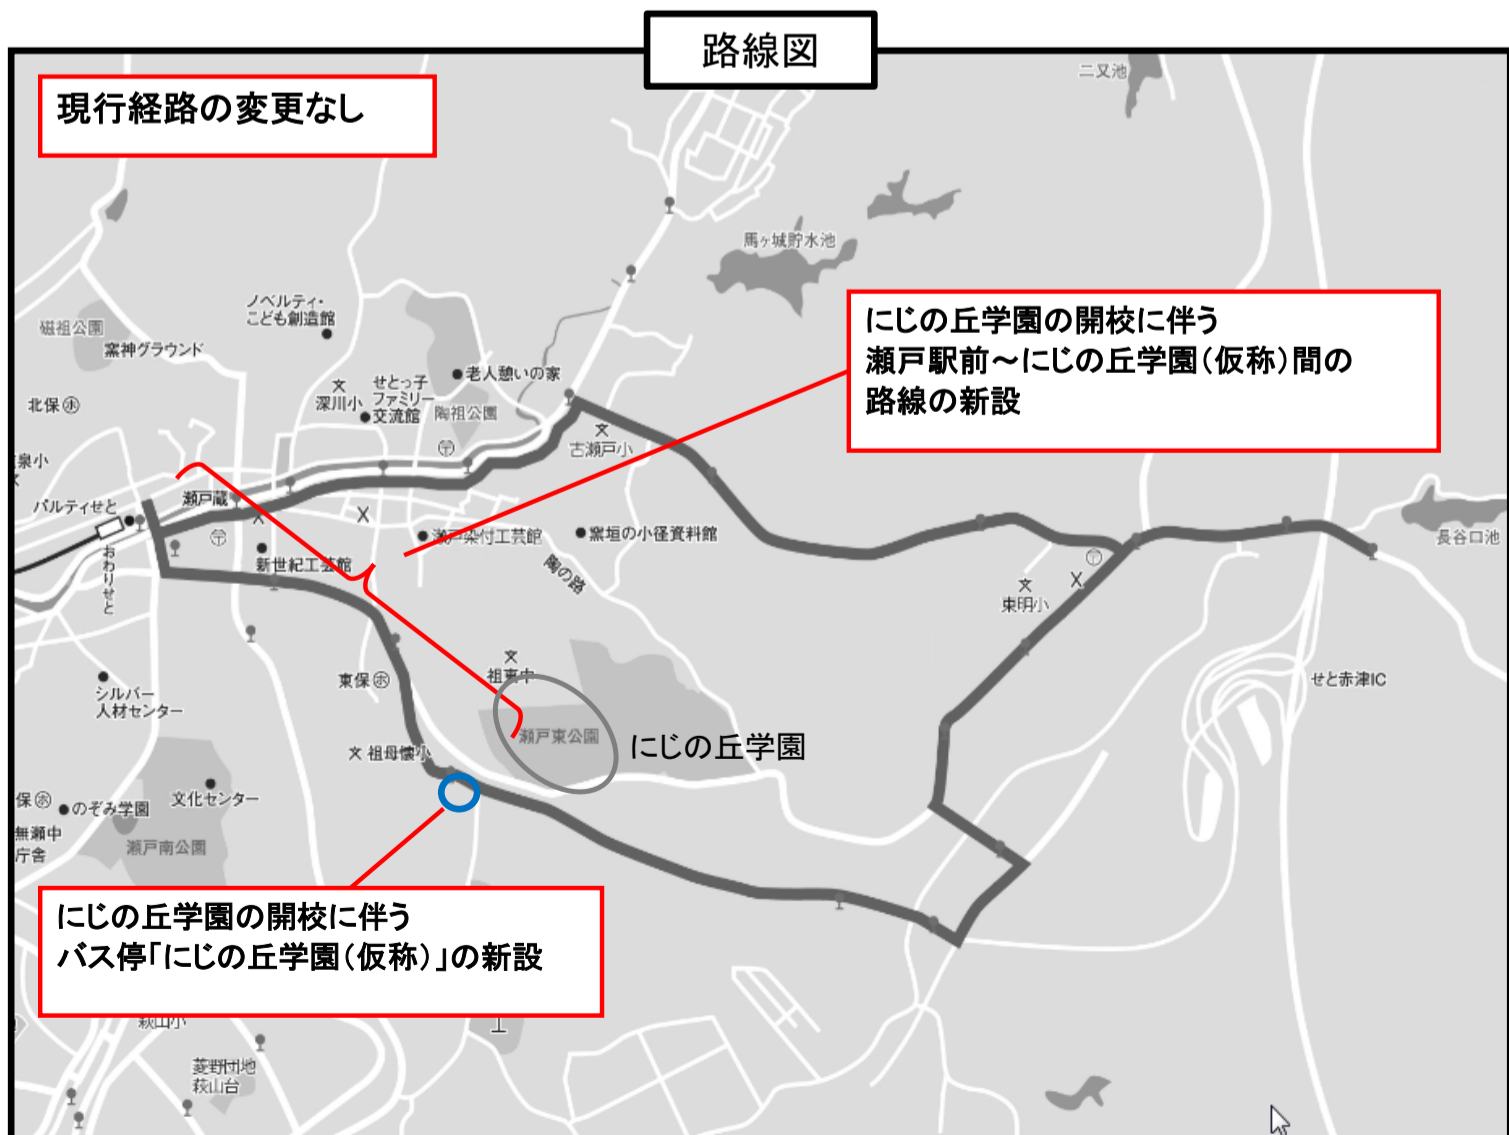 路線図
現行経路の変更なし
二又池
馬ヶ城貯水池
ノベルティ・
こども創造館
磁祖公園
窯神グラウンド
にじの丘学園の開校に伴う
瀬戸駅前～にじの丘学園(仮称)間の
路線の新設
老人憩いの家
せとっ子
ファミリー
交流館
文
深川小
陶祖公園
北保
文
古瀬戸小
泉小
瀬戸蔵
パルティせと
瀬戸染付工芸館
窯垣の小径資料館
長谷口池
おわりせと
新世紀工芸館
陶の路
文
東明小
文
祖東中
東保
せと赤津IC
シルバー
人材センター
瀬戸東公園
にじの丘学園
文 祖母懐小
保
のぞみ学園
文化センター
無瀬中
庁舎
瀬戸南公園
にじの丘学園の開校に伴う
バス停「にじの丘学園(仮称)」の新設
萩山小
菱野団地
萩山台